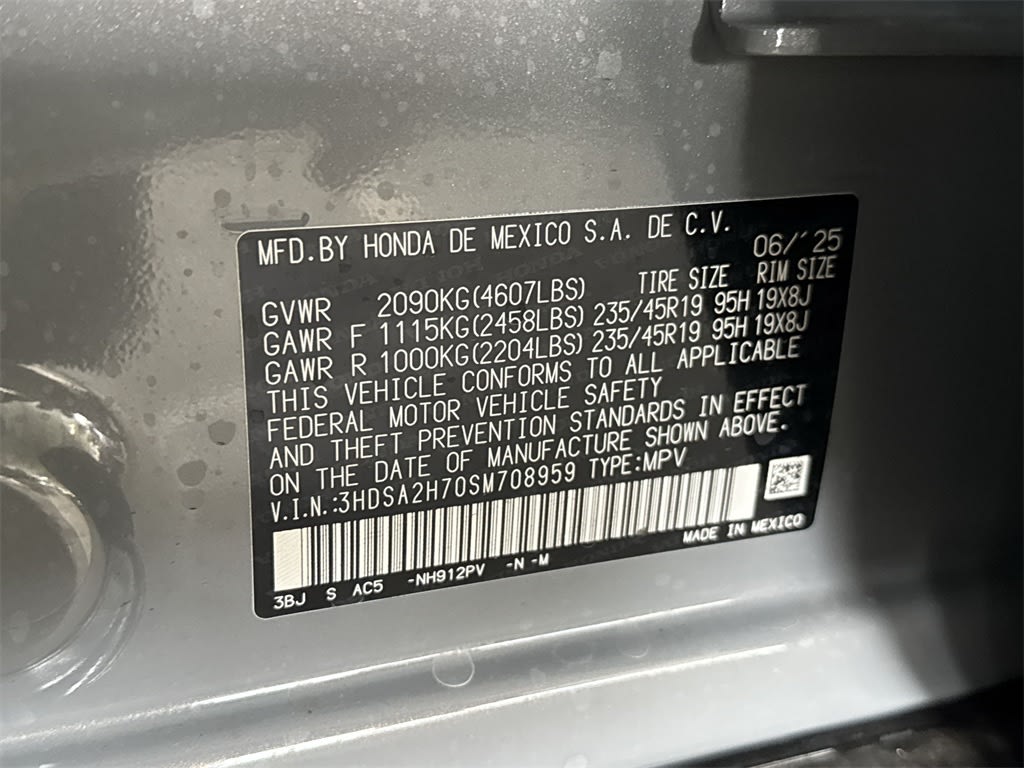 MFD. BY HONDA DE MEXICO S.A. DE C.V.
06/´25
TIRE SIZE RIM SIZE
GVWR 2090KG(4607LBS)
GAWR F 1115KG(2458LBS) 235/45R19 95H 19X8J
GAWR R 1000KG(2204LBS) 235/45R19 95H 19X8J
THIS VEHICLE CONFORMS TO ALL APPLICABLE
FEDERAL MOTOR VEHICLE SAFETY
AND THEFT PREVENTION STANDARDS IN EFFECT
ON THE DATE OF MANUFACTURE SHOWN ABOVE.
V.I.N.:3HDSA2H70SM708959 TYPE:MPV
MADE IN MEXICO
3BJ S AC5 -NH912PV -N -M